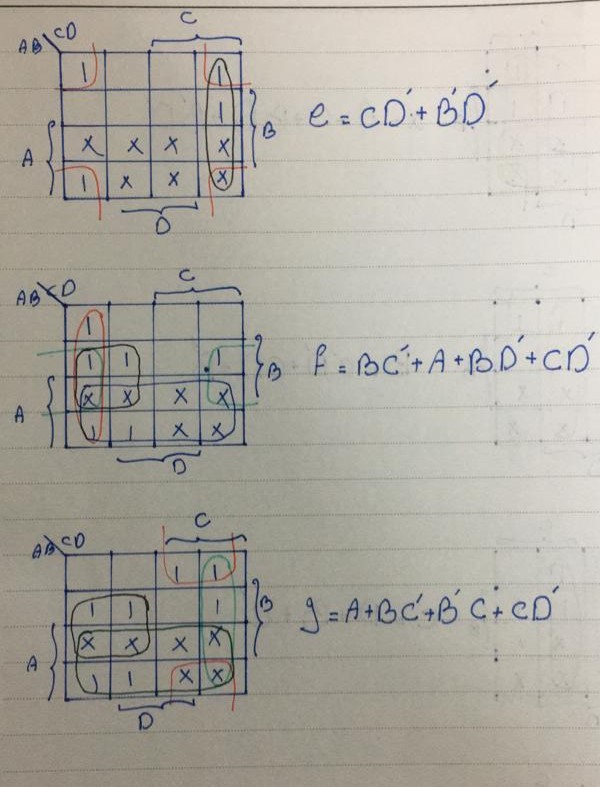 C
AB CD
1 1
1 B e = CD' + B'D'
A x x x x
1 x x x
D
C
AB CD
1
1 1 1 B f = BC' + A + BD' + CD'
A x x x x
1 1 x x
D
C
AB CD
1 1
1 1 1 B g = A + BC' + B'C + CD'
A x x x x
1 1 x x
D